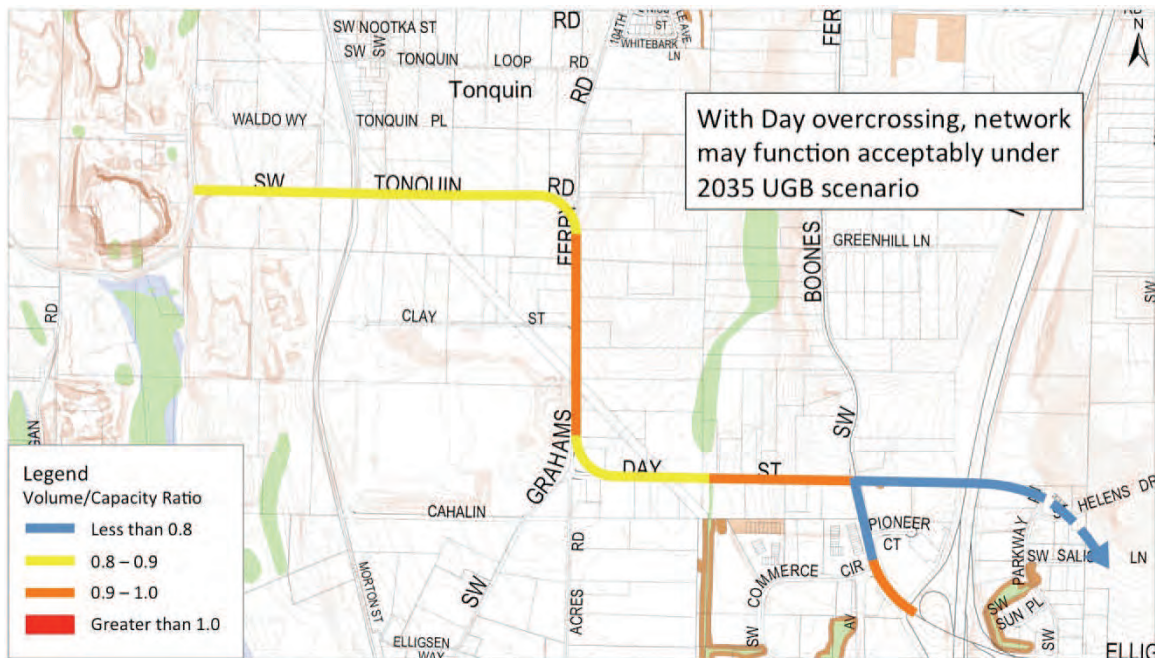 SW NOOTKA ST
SW
SW
TONQUIN LOOP RD
Tonquin
WALDO WY
TONQUIN PL
RD
RD
104TH
ST
WHITEBARK
LN
FER
N
With Day overcrossing, network
may function acceptably under
2035 UGB scenario
SW TONQUIN RD
FERRY
BOONES
GREENHILL LN
SW
RD
CLAY ST
SW
GRAHAMS
DAY ST
CAHALIN
RD
SW
ACRES
MORTON ST
ELLIGSEN
WAY
COMMERCE CIR
SW
AV
PIONEER
CT
PARKWAY
SW
SUN PL
SW
HELENS DR
SW SALIS LN
ELLIG
Legend
Volume/Capacity Ratio
Less than 0.8
0.8 – 0.9
0.9 – 1.0
Greater than 1.0